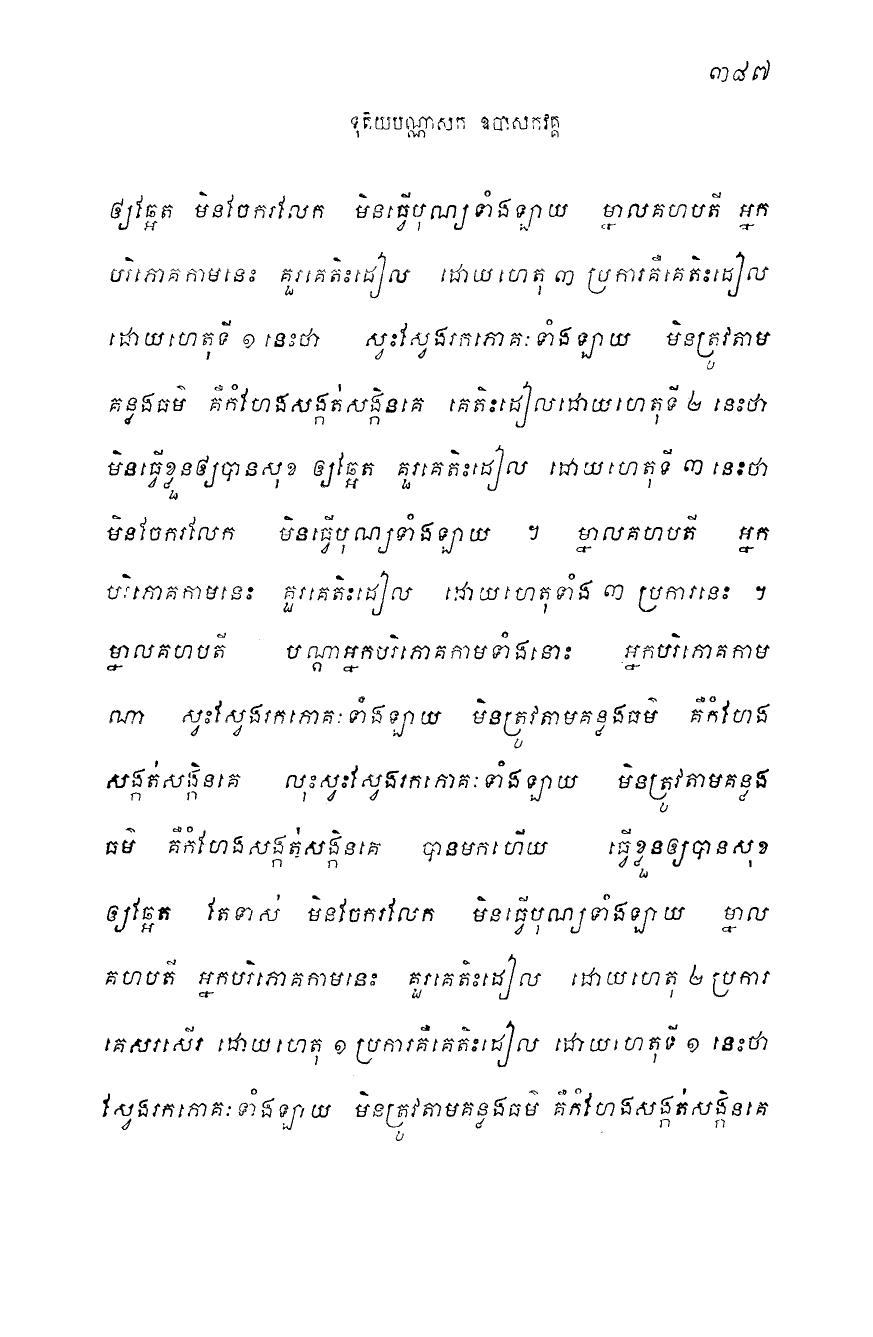 ៣៨៧
ទុតិយបណ្ណាសក ឧបាសកវគ្គ
ឲ្យឆ្អែត មិនចែករលែក មិនធ្វើបុណ្យទាំងឡាយ ម្នាលគហបតី អ្នក
បរិភោគកាមនេះ គួរគេតិះដៀល ដោយហេតុ ៣ ប្រការគឺគេតិះដៀល
ដោយហេតុទី ១ នេះថា ស្វះស្វែងរកភោគៈទាំងឡាយ មិនត្រូវតាម
គន្លងធម៌ គឺកំហែងសង្កត់សង្កិនគេ គេតិះដៀលដោយហេតុទី ២ នេះថា
មិនធ្វើខ្លួនឲ្យបានសុខ ឲ្យឆ្អែត គួរគេតិះដៀល ដោយហេតុទី ៣ នេះថា
មិនចែករលែក មិនធ្វើបុណ្យទាំងឡាយ ។ ម្នាលគហបតី អ្នក
បរិភោគកាមនេះ គួរគេតិះដៀល ដោយហេតុទាំង ៣ ប្រការនេះ ។
ម្នាលគហបតី បណ្តាអ្នកបរិភោគកាមទាំងនោះ អ្នកបរិភោគកាម
ណា ស្វះស្វែងរកភោគៈទាំងឡាយ មិនត្រូវតាមគន្លងធម៌ គឺកំហែង
សង្កត់សង្កិនគេ លុះស្វះស្វែងរកភោគៈទាំងឡាយ មិនត្រូវតាមគន្លង
ធម៌ គឺកំហែងសង្កត់សង្កិនគេ បានមកហើយ ធ្វើខ្លួនឲ្យបានសុខ
ឲ្យឆ្អែត តែទាស់ មិនចែករលែក មិនធ្វើបុណ្យទាំងឡាយ ម្នាល
គហបតី អ្នកបរិភោគកាមនេះ គួរគេតិះដៀល ដោយហេតុ ២ ប្រការ
គេសរសើរ ដោយហេតុ ១ ប្រការគឺគេតិះដៀល ដោយហេតុទី ១ នេះថា
ស្វែងរកភោគៈទាំងឡាយ មិនត្រូវតាមគន្លងធម៌ គឺកំហែងសង្កត់សង្កិនគេ